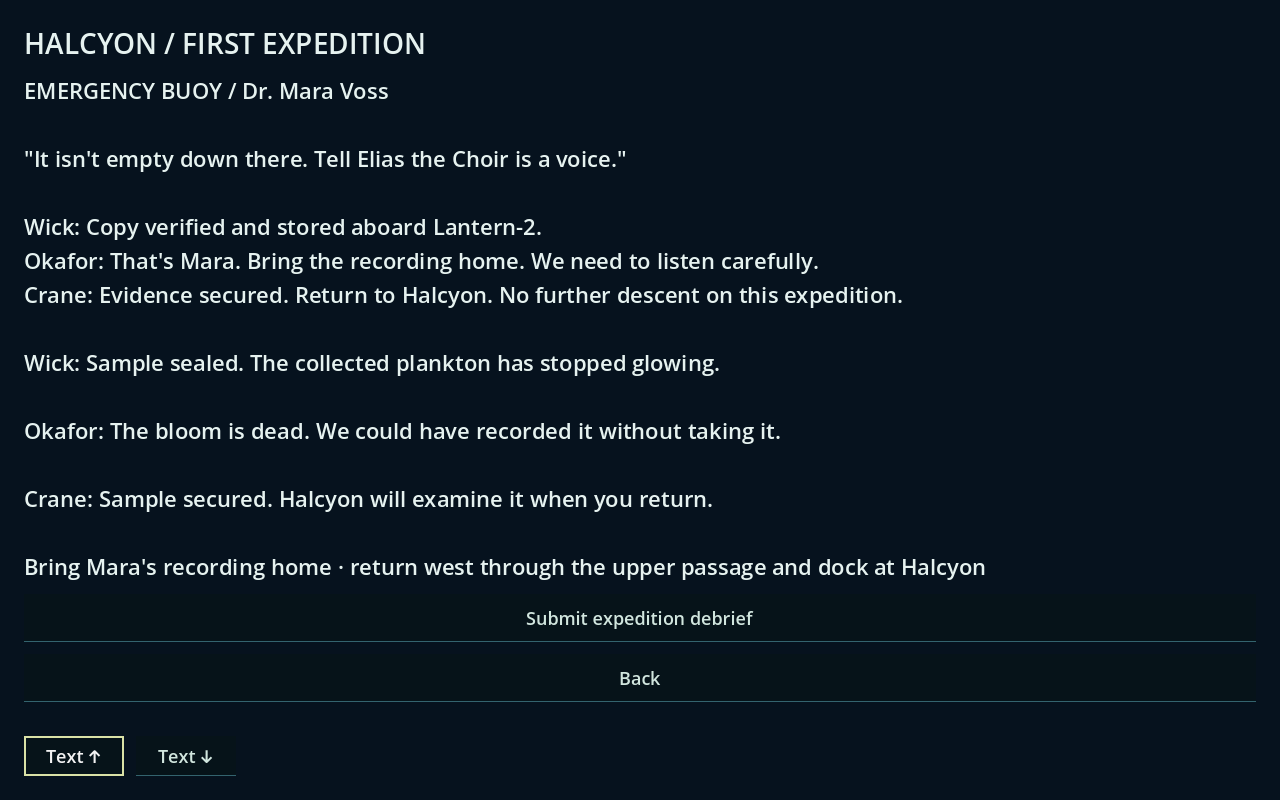 HALCYON / FIRST EXPEDITION
EMERGENCY BUOY / Dr. Mara Voss
"It isn't empty down there. Tell Elias the Choir is a voice."
Wick: Copy verified and stored aboard Lantern-2.
Okafor: That's Mara. Bring the recording home. We need to listen carefully.
Crane: Evidence secured. Return to Halcyon. No further descent on this expedition.
Wick: Sample sealed. The collected plankton has stopped glowing.
Okafor: The bloom is dead. We could have recorded it without taking it.
Crane: Sample secured. Halcyon will examine it when you return.
Bring Mara's recording home · return west through the upper passage and dock at Halcyon
Submit expedition debrief
Back
Text ↑ Text ↓